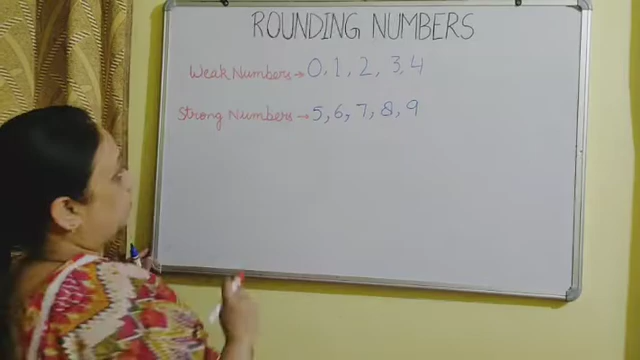 ROUNDING NUMBERS
Weak Numbers → 0, 1, 2, 3, 4
Strong Numbers → 5, 6, 7, 8, 9